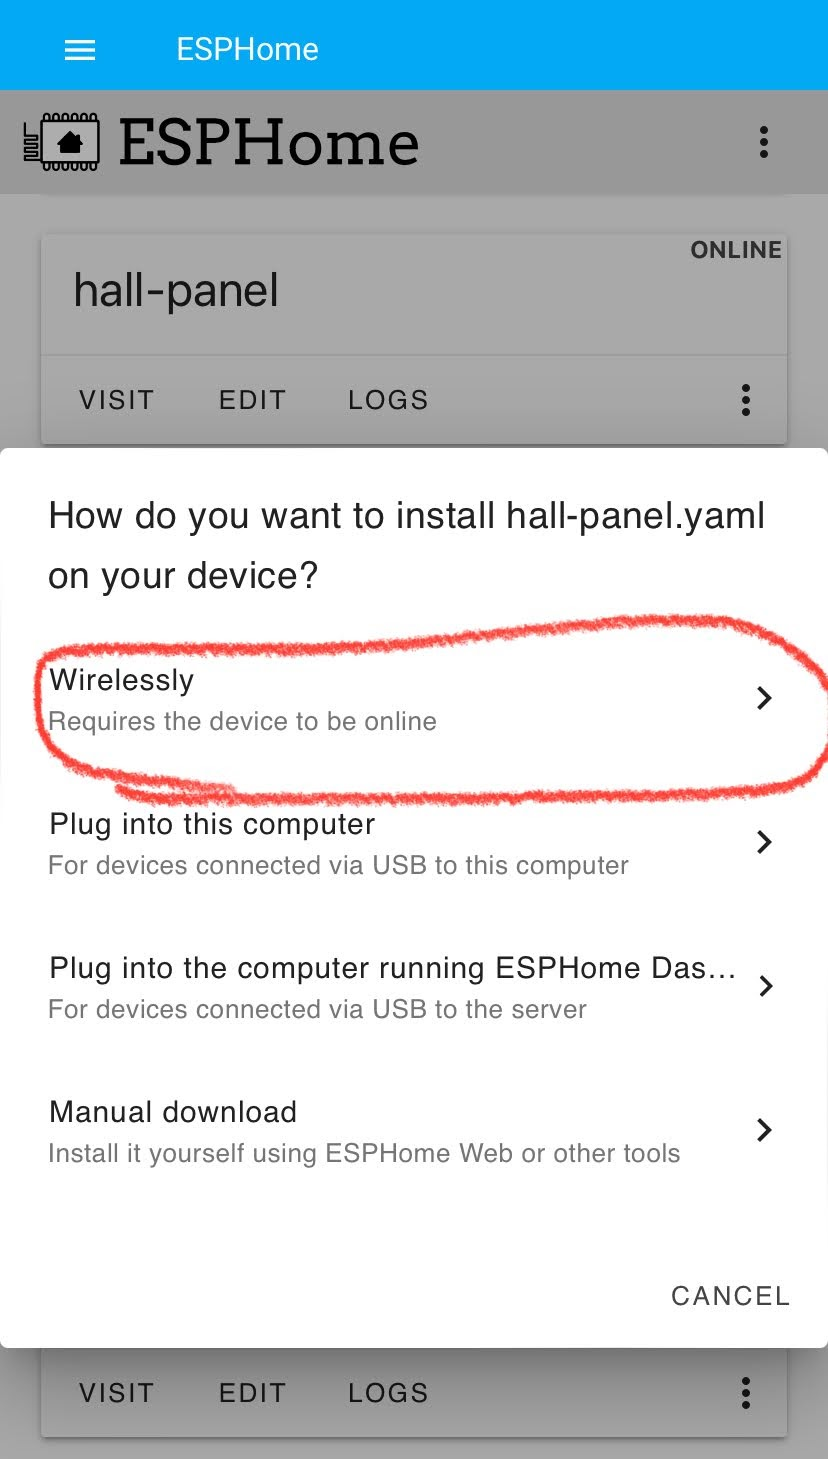 ESPHome
ESPHome
ONLINE
hall-panel
VISIT EDIT LOGS
How do you want to install hall-panel.yaml
on your device?
Wirelessly
Requires the device to be online
Plug into this computer
For devices connected via USB to this computer
Plug into the computer running ESPHome Das...
For devices connected via USB to the server
Manual download
Install it yourself using ESPHome Web or other tools
CANCEL
VISIT EDIT LOGS